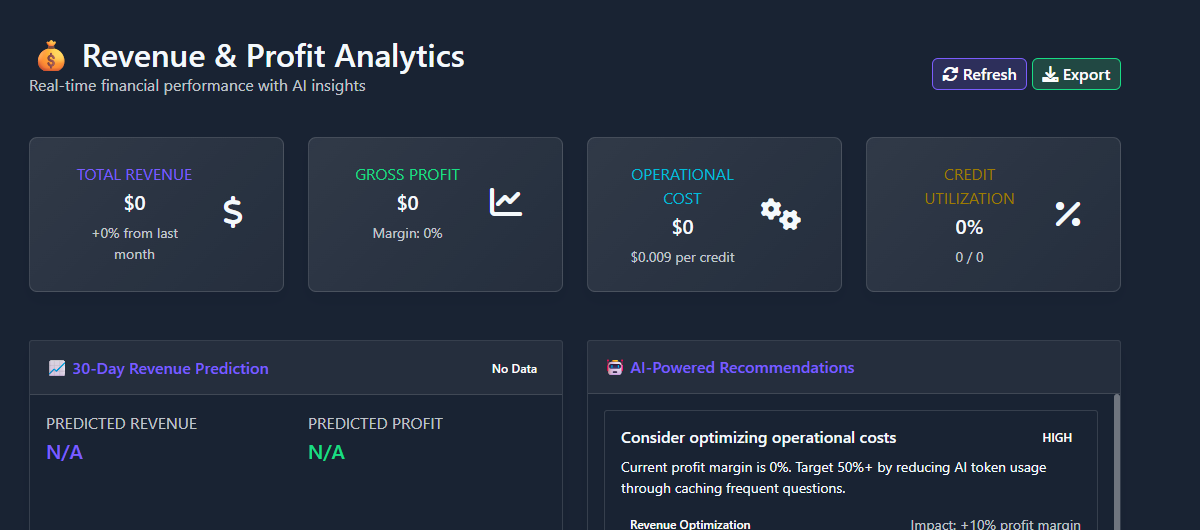 Revenue & Profit Analytics
Real-time financial performance with AI insights
Refresh
Export
TOTAL REVENUE
$0
+0% from last
month
GROSS PROFIT
$0
Margin: 0%
OPERATIONAL
COST
$0
$0.009 per credit
CREDIT
UTILIZATION
0%
0 / 0
30-Day Revenue Prediction
No Data
PREDICTED REVENUE
N/A
PREDICTED PROFIT
N/A
AI-Powered Recommendations
Consider optimizing operational costs
HIGH
Current profit margin is 0%. Target 50%+ by reducing AI token usage
through caching frequent questions.
Revenue Optimization
Impact: +10% profit margin